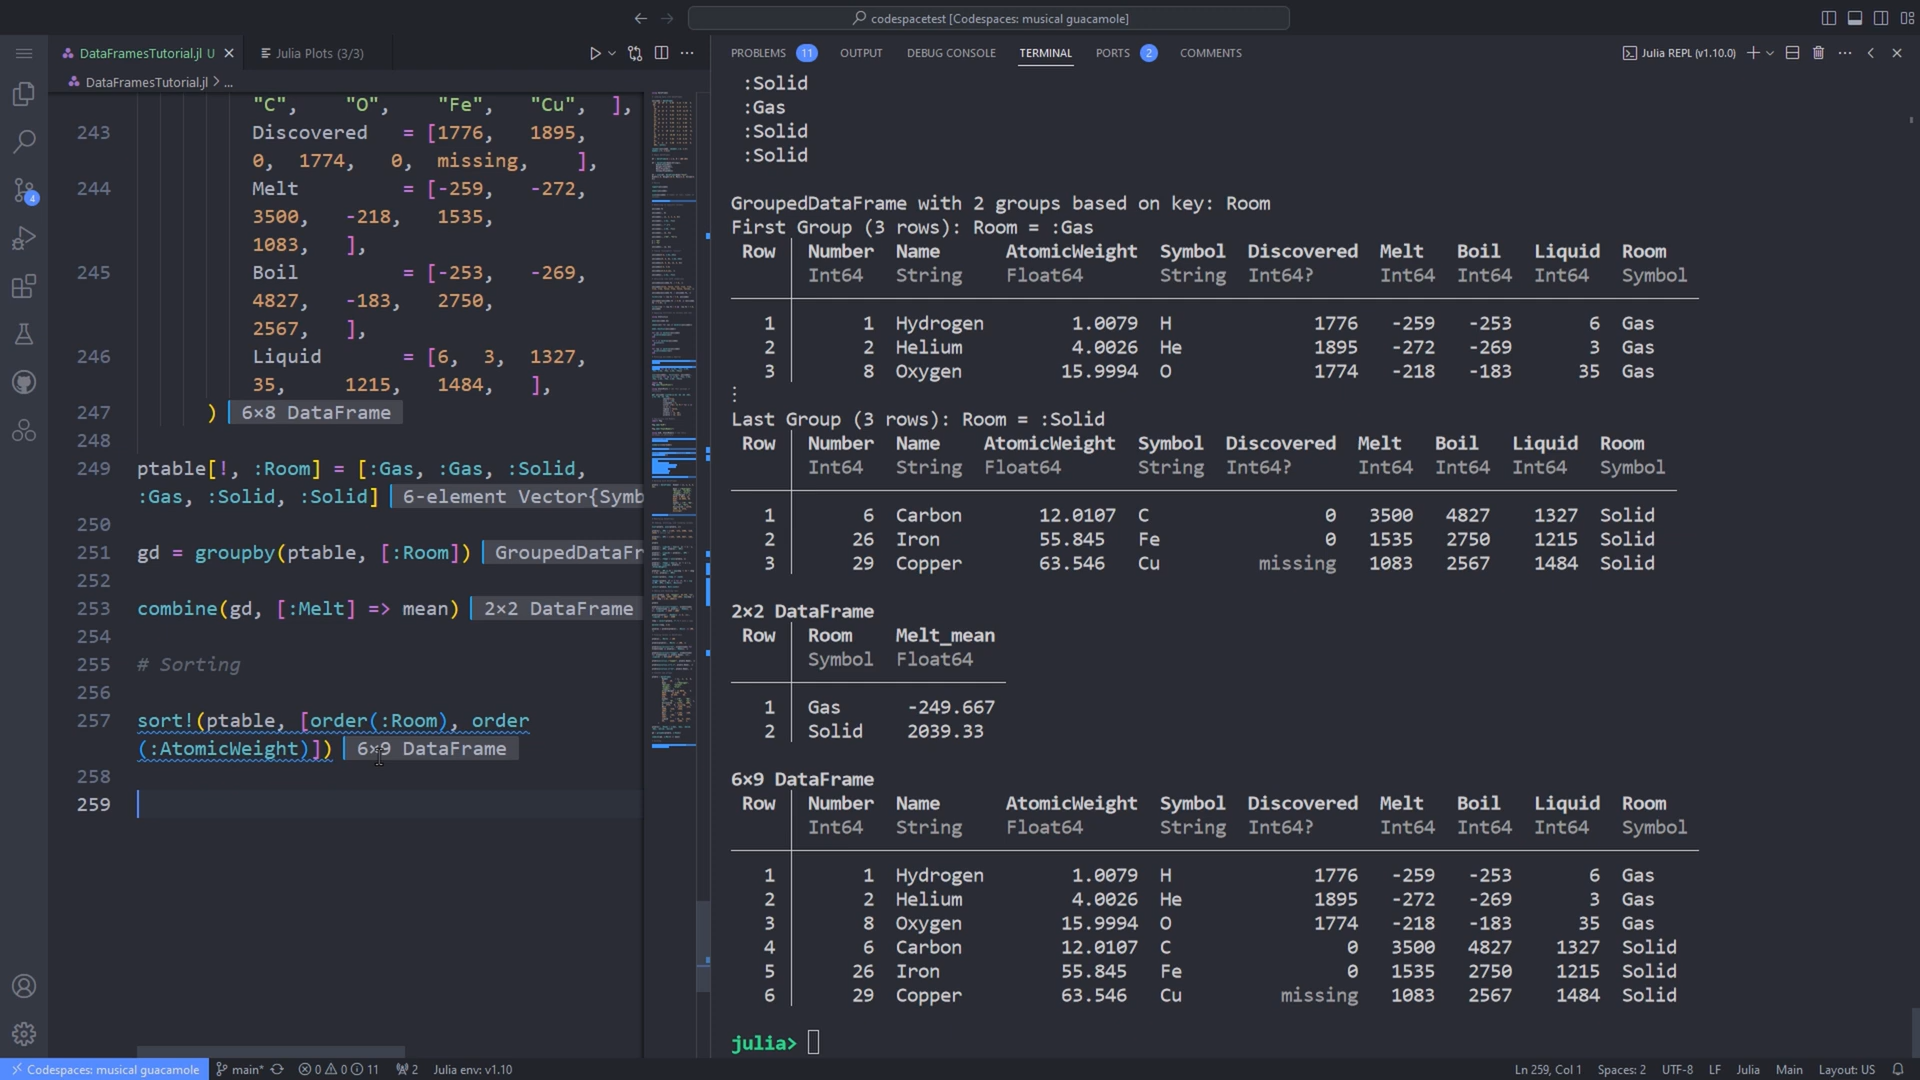 codespacetest [Codespaces: musical guacamole]
DataFramesTutorial.jl U
Julia Plots (3/3)
DataFramesTutorial.jl > ...
"C", "O", "Fe", "Cu", ],
243 Discovered = [1776, 1895,
0, 1774, 0, missing, ],
244 Melt = [-259, -272,
3500, -218, 1535,
1083, ],
245 Boil = [-253, -269,
4827, -183, 2750,
2567, ],
246 Liquid = [6, 3, 1327,
35, 1215, 1484, ],
247 ) 6×8 DataFrame
248
249 ptable[!, :Room] = [:Gas, :Gas, :Solid,
:Gas, :Solid, :Solid] 6-element Vector{Symb
250
251 gd = groupby(ptable, [:Room]) GroupedDataFr
252
253 combine(gd, [:Melt] => mean) 2×2 DataFrame
254
255 # Sorting
256
257 sort!(ptable, [order(:Room), order
(:AtomicWeight)]) 6×9 DataFrame
258
259
PROBLEMS 11 OUTPUT DEBUG CONSOLE TERMINAL PORTS 2 COMMENTS
Julia REPL (v1.10.0)
:Solid
:Gas
:Solid
:Solid
GroupedDataFrame with 2 groups based on key: Room
First Group (3 rows): Room = :Gas
Row Number Name AtomicWeight Symbol Discovered Melt Boil Liquid Room
Int64 String Float64 String Int64? Int64 Int64 Int64 Symbol
1 1 Hydrogen 1.0079 H 1776 -259 -253 6 Gas
2 2 Helium 4.0026 He 1895 -272 -269 3 Gas
3 8 Oxygen 15.9994 O 1774 -218 -183 35 Gas
⋮
Last Group (3 rows): Room = :Solid
Row Number Name AtomicWeight Symbol Discovered Melt Boil Liquid Room
Int64 String Float64 String Int64? Int64 Int64 Int64 Symbol
1 6 Carbon 12.0107 C 0 3500 4827 1327 Solid
2 26 Iron 55.845 Fe 0 1535 2750 1215 Solid
3 29 Copper 63.546 Cu missing 1083 2567 1484 Solid
2×2 DataFrame
Row Room Melt_mean
Symbol Float64
1 Gas -249.667
2 Solid 2039.33
6×9 DataFrame
Row Number Name AtomicWeight Symbol Discovered Melt Boil Liquid Room
Int64 String Float64 String Int64? Int64 Int64 Int64 Symbol
1 1 Hydrogen 1.0079 H 1776 -259 -253 6 Gas
2 2 Helium 4.0026 He 1895 -272 -269 3 Gas
3 8 Oxygen 15.9994 O 1774 -218 -183 35 Gas
4 6 Carbon 12.0107 C 0 3500 4827 1327 Solid
5 26 Iron 55.845 Fe 0 1535 2750 1215 Solid
6 29 Copper 63.546 Cu missing 1083 2567 1484 Solid
julia>
4
Codespaces: musical guacamole main* 0 0 11 2 Julia env: v1.10
Ln 259, Col 1 Spaces: 2 UTF-8 LF Julia Main Layout: US